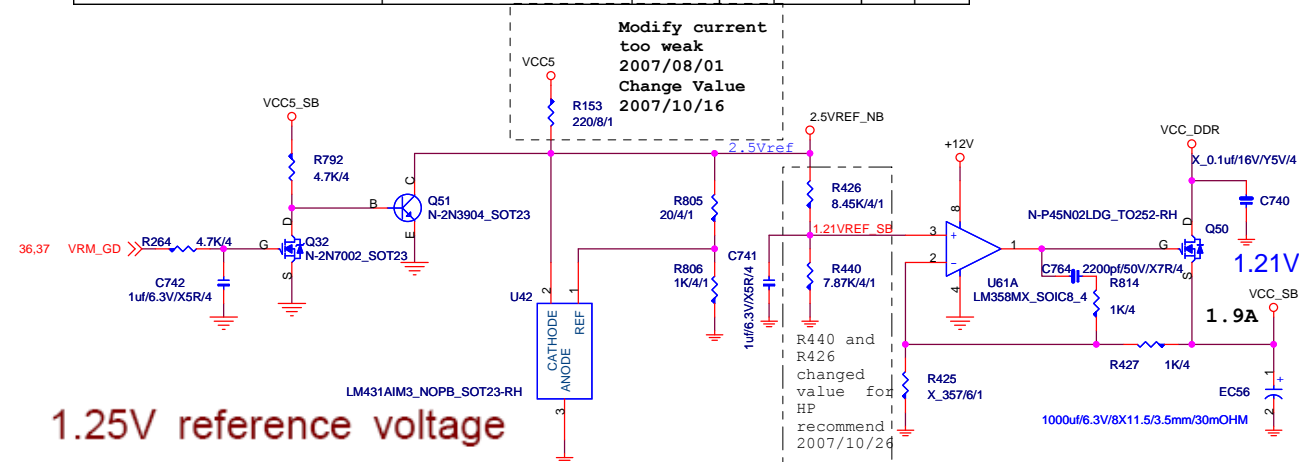 Modify current
too weak
2007/08/01
Change Value
2007/10/16
VCC5
R153
220/8/1
VCC5_SB
R792
4.7K/4
B
C
E
Q51
N-2N3904_SOT23
36,37
VRM_GD
R264
4.7K/4
D
G
S
Q32
N-2N7002_SOT23
C742
1uf/6.3V/X5R/4
2.5Vref
2.5VREF_NB
R805
20/4/1
R806
1K/4/1
U42
2
1
3
CATHODE
REF
ANODE
LM431AIM3_NOPB_SOT23-RH
C741
1uf/6.3V/X5R/4
R426
8.45K/4/1
1.21VREF_SB
R440
7.87K/4/1
R440 and
R426
changed
value for
HP
recommend
2007/10/26
+12V
8
3
+
2
-
1
4
U61A
LM358MX_SOIC8_4
C764
2200pf/50V/X7R/4
R814
1K/4
R427
1K/4
R425
X_357/6/1
VCC_DDR
X_0.1uf/16V/Y5V/4
C740
N-P45N02LDG_TO252-RH
D
G
S
Q50
1.21V
VCC_SB
1.9A
1
+
2
EC56
1000uf/6.3V/8X11.5/3.5mm/30mOHM
1.25V reference voltage